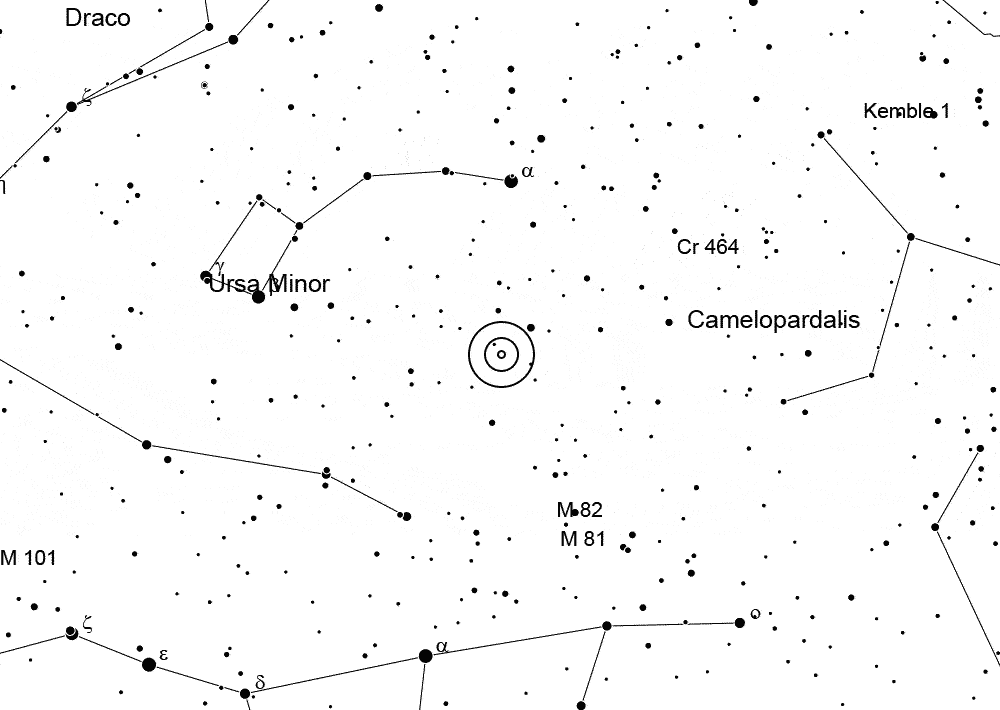 Draco
ζ
Kemble 1
α
η
Cr 464
γ
Ursa Minor
β
Camelopardalis
M 82
M 81
M 101
ζ
ο
α
ε
δ